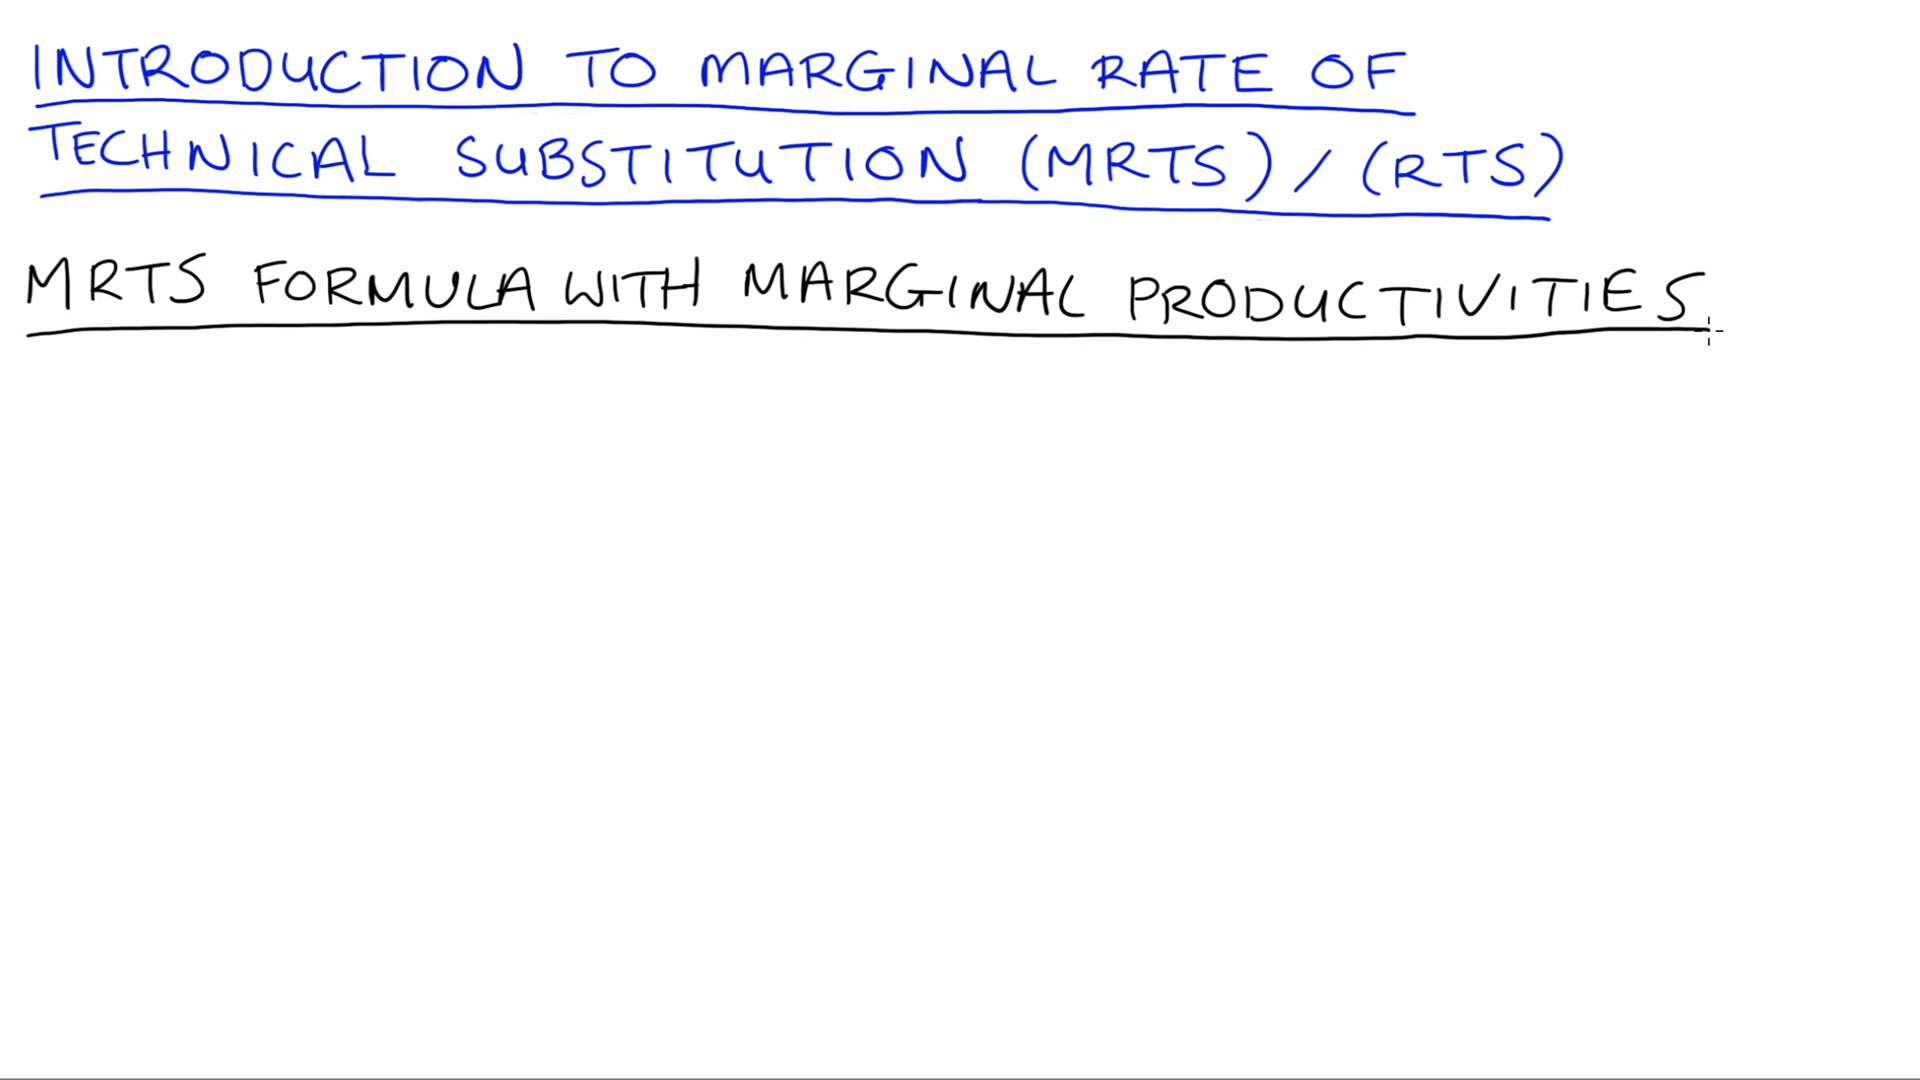 INTRODUCTION TO MARGINAL RATE OF
TECHNICAL SUBSTITUTION (MRTS) / (RTS)
MRTS FORMULA WITH MARGINAL PRODUCTIVITIES